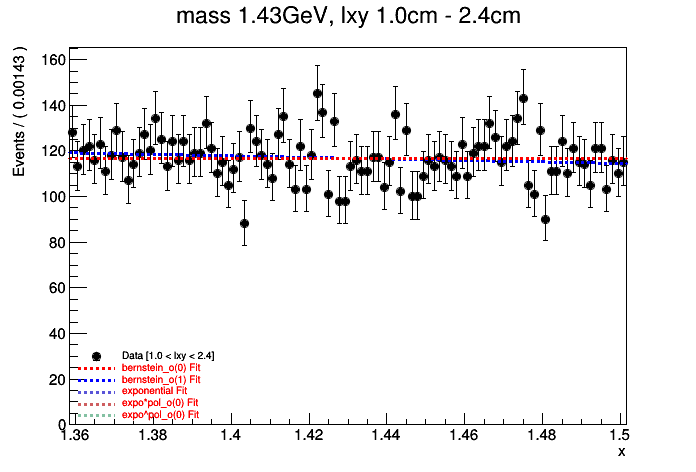 mass 1.43GeV, lxy 1.0cm - 2.4cm
Events / ( 0.00143 )
160
140
120
100
80
60
40
20
0
Data [1.0 < lxy < 2.4]
bernstein_o(0) Fit
bernstein_o(1) Fit
exponential Fit
expo*pol_o(0) Fit
expo^pol_o(0) Fit
1.36 1.38 1.4 1.42 1.44 1.46 1.48 1.5
x